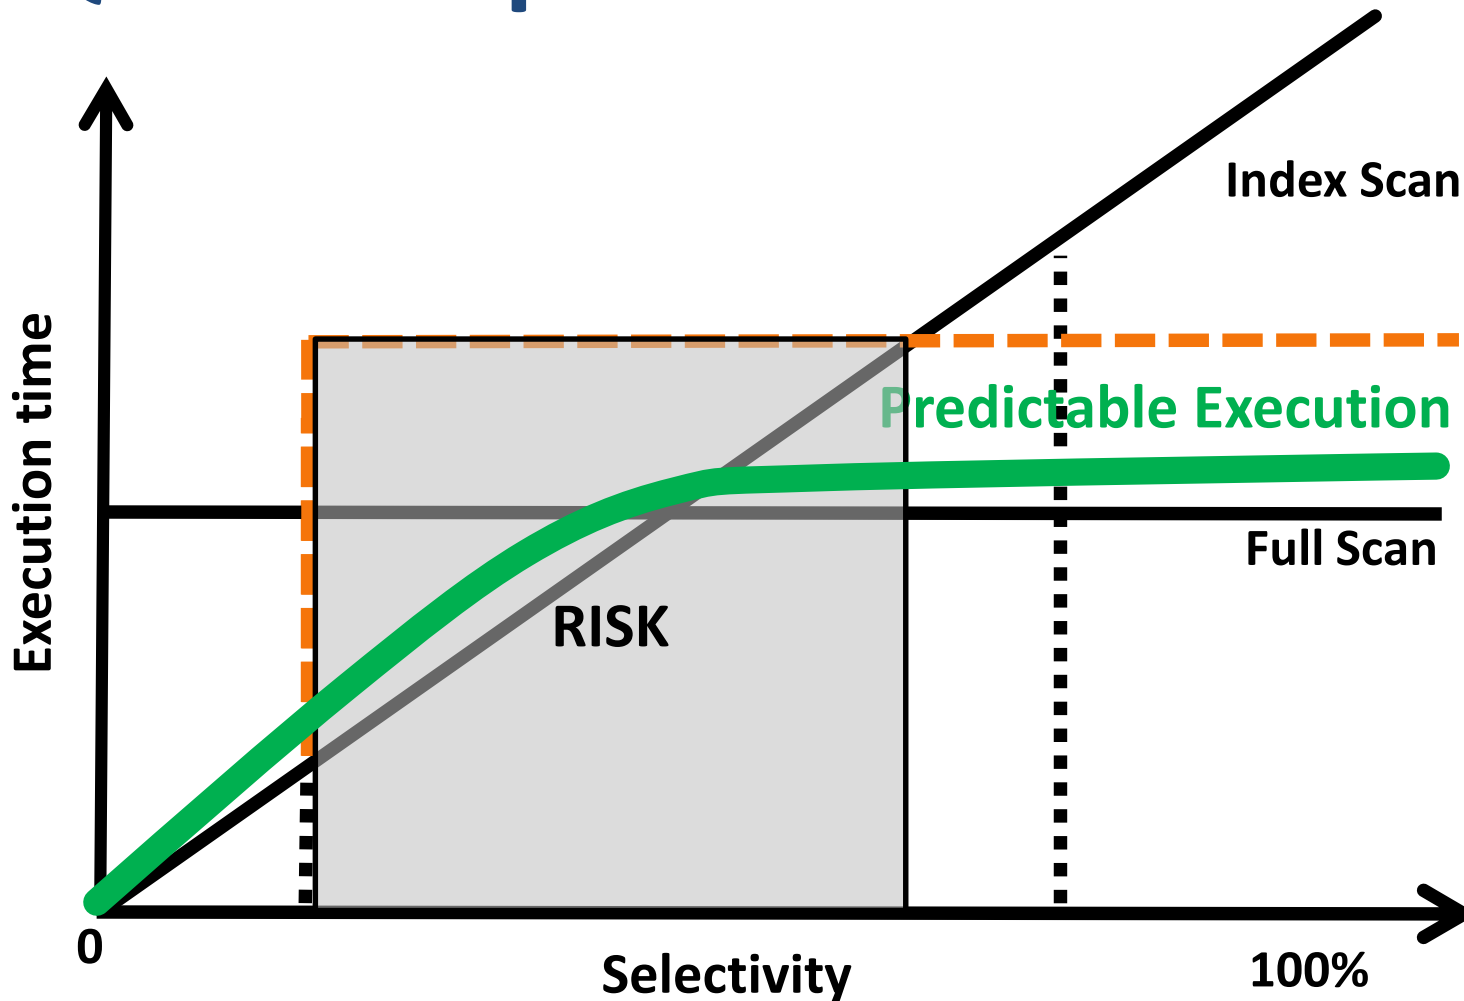 Index Scan
Predictable Execution
Full Scan
RISK
Execution time
0
Selectivity
100%